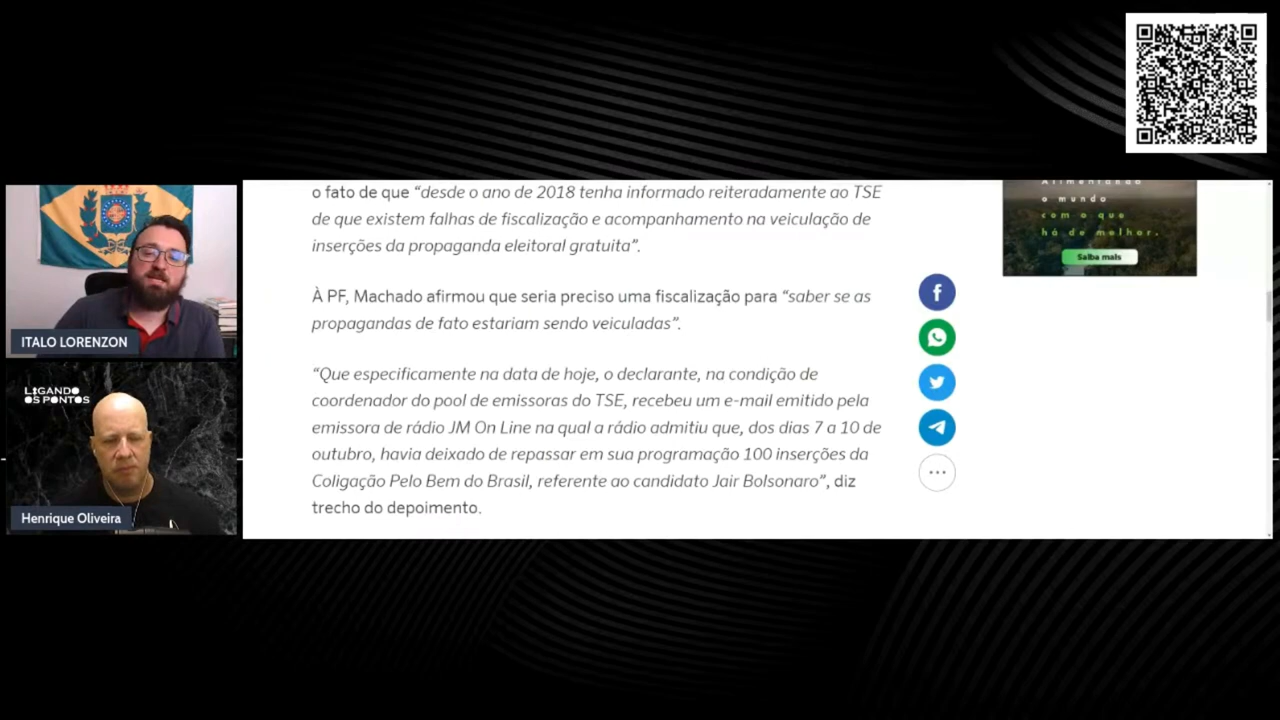 o fato de que “desde o ano de 2018 tenha informado reiteradamente ao TSE
de que existem falhas de fiscalização e acompanhamento na veiculação de
inserções da propaganda eleitoral gratuita”.
À PF, Machado afirmou que seria preciso uma fiscalização para “saber se as
propagandas de fato estariam sendo veiculadas”.
“Que especificamente na data de hoje, o declarante, na condição de
coordenador do pool de emissoras do TSE, recebeu um e-mail emitido pela
emissora de rádio JM On Line na qual a rádio admitiu que, dos dias 7 a 10 de
outubro, havia deixado de repassar em sua programação 100 inserções da
Coligação Pelo Bem do Brasil, referente ao candidato Jair Bolsonaro”, diz
trecho do depoimento.
Alimentando
o mundo
com o que
há de melhor.
Saiba mais
ITALO LORENZON
LIGANDO
OS PONTOS
Henrique Oliveira